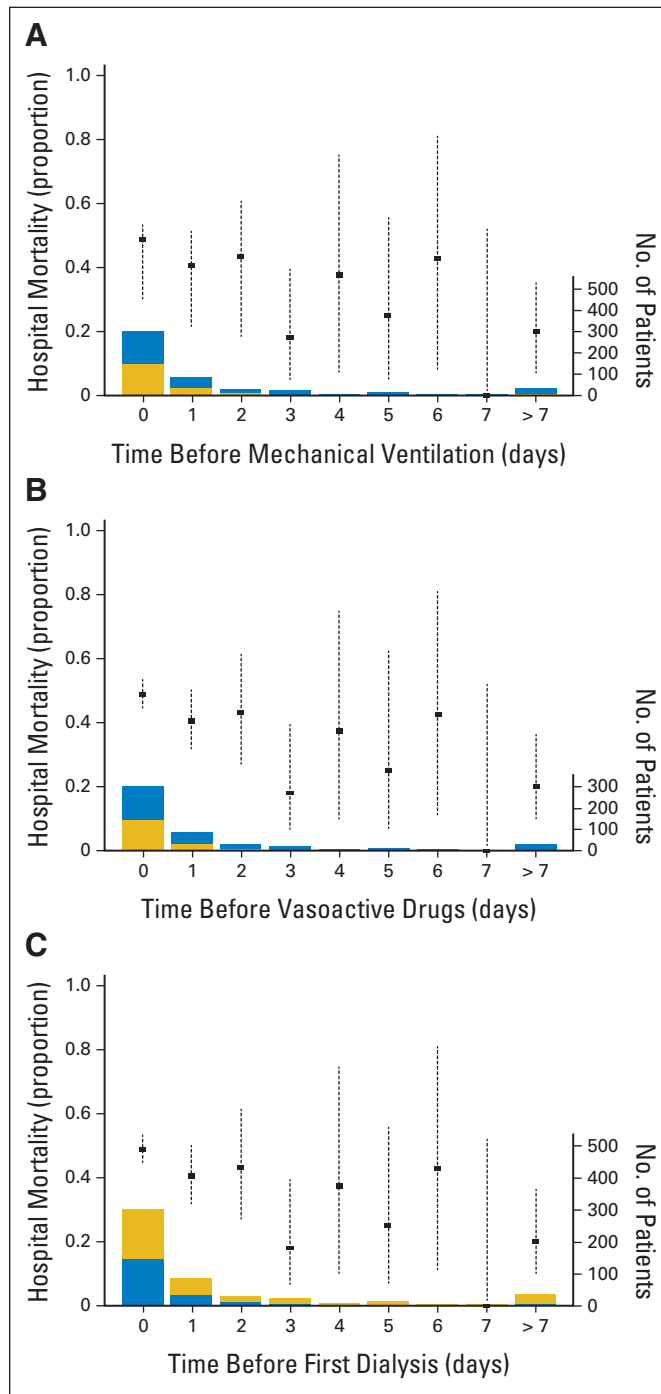 A
Hospital Mortality (proportion)
1.0
0.8
0.6
0.4
0.2
0
No. of Patients
500
400
300
200
100
0
0 1 2 3 4 5 6 7 > 7
Time Before Mechanical Ventilation (days)
B
Hospital Mortality (proportion)
1.0
0.8
0.6
0.4
0.2
0
No. of Patients
300
200
100
0
0 1 2 3 4 5 6 7 > 7
Time Before Vasoactive Drugs (days)
C
Hospital Mortality (proportion)
1.0
0.8
0.6
0.4
0.2
0
No. of Patients
500
400
300
200
100
0
0 1 2 3 4 5 6 7 > 7
Time Before First Dialysis (days)